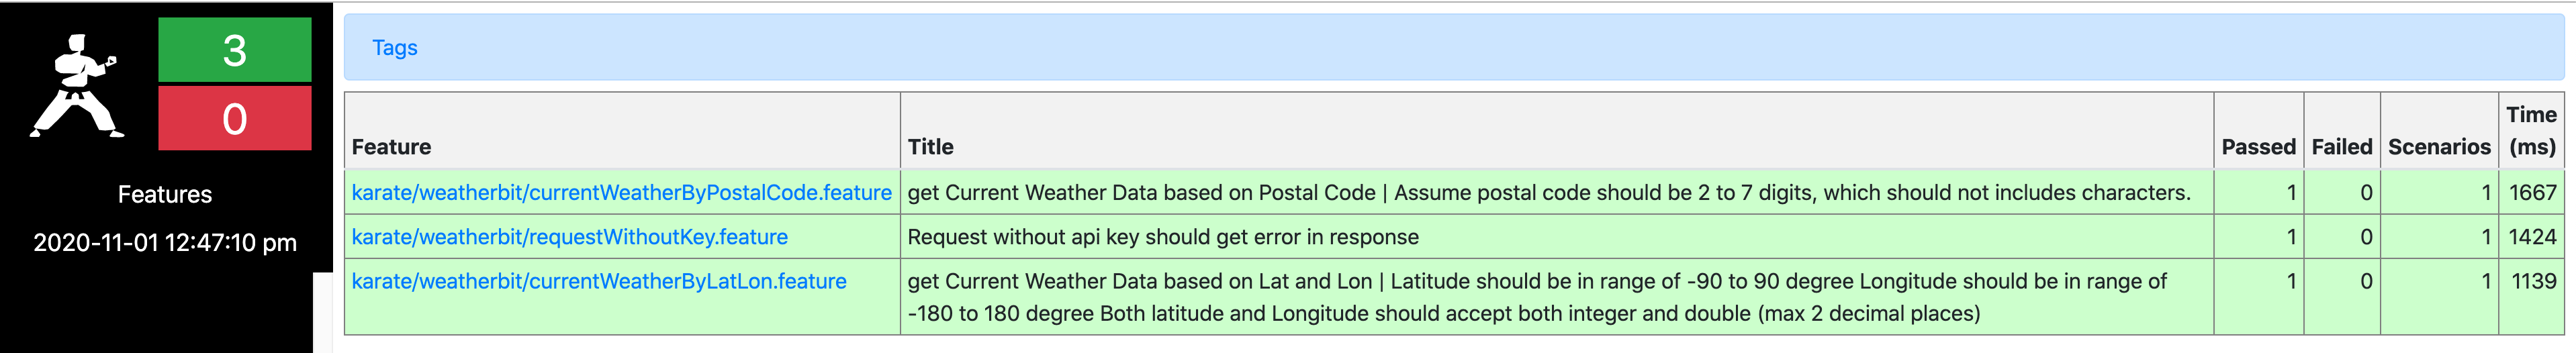 3
0
Features
2020-11-01 12:47:10 pm
Tags
Feature Title Passed Failed Scenarios Time (ms)
karate/weatherbit/currentWeatherByPostalCode.feature get Current Weather Data based on Postal Code | Assume postal code should be 2 to 7 digits, which should not includes characters. 1 0 1 1667
karate/weatherbit/requestWithoutKey.feature Request without api key should get error in response 1 0 1 1424
karate/weatherbit/currentWeatherByLatLon.feature get Current Weather Data based on Lat and Lon | Latitude should be in range of -90 to 90 degree Longitude should be in range of 1 0 1 1139
-180 to 180 degree Both latitude and Longitude should accept both integer and double (max 2 decimal places)